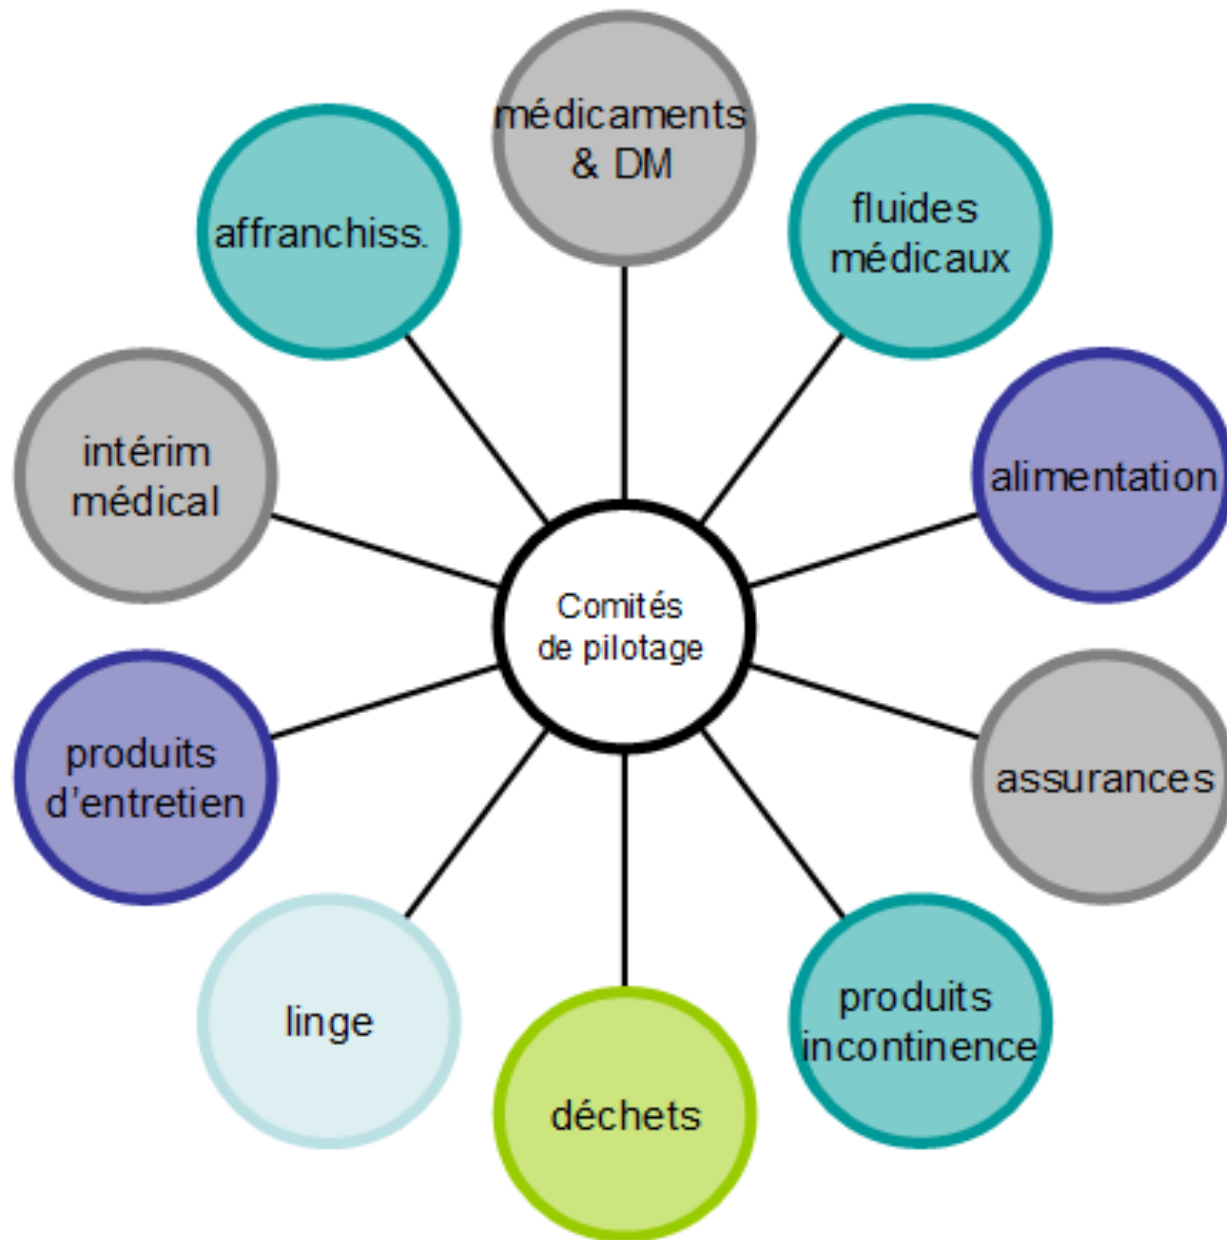 médicaments
& DM
affranchiss.
fluides
médicaux
intérim
médical
alimentation
Comités
de pilotage
produits
d’entretien
assurances
linge
produits
incontinence
déchets